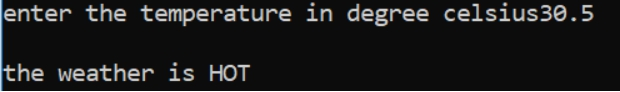 enter the temperature in degree celsius30.5
the weather is HOT